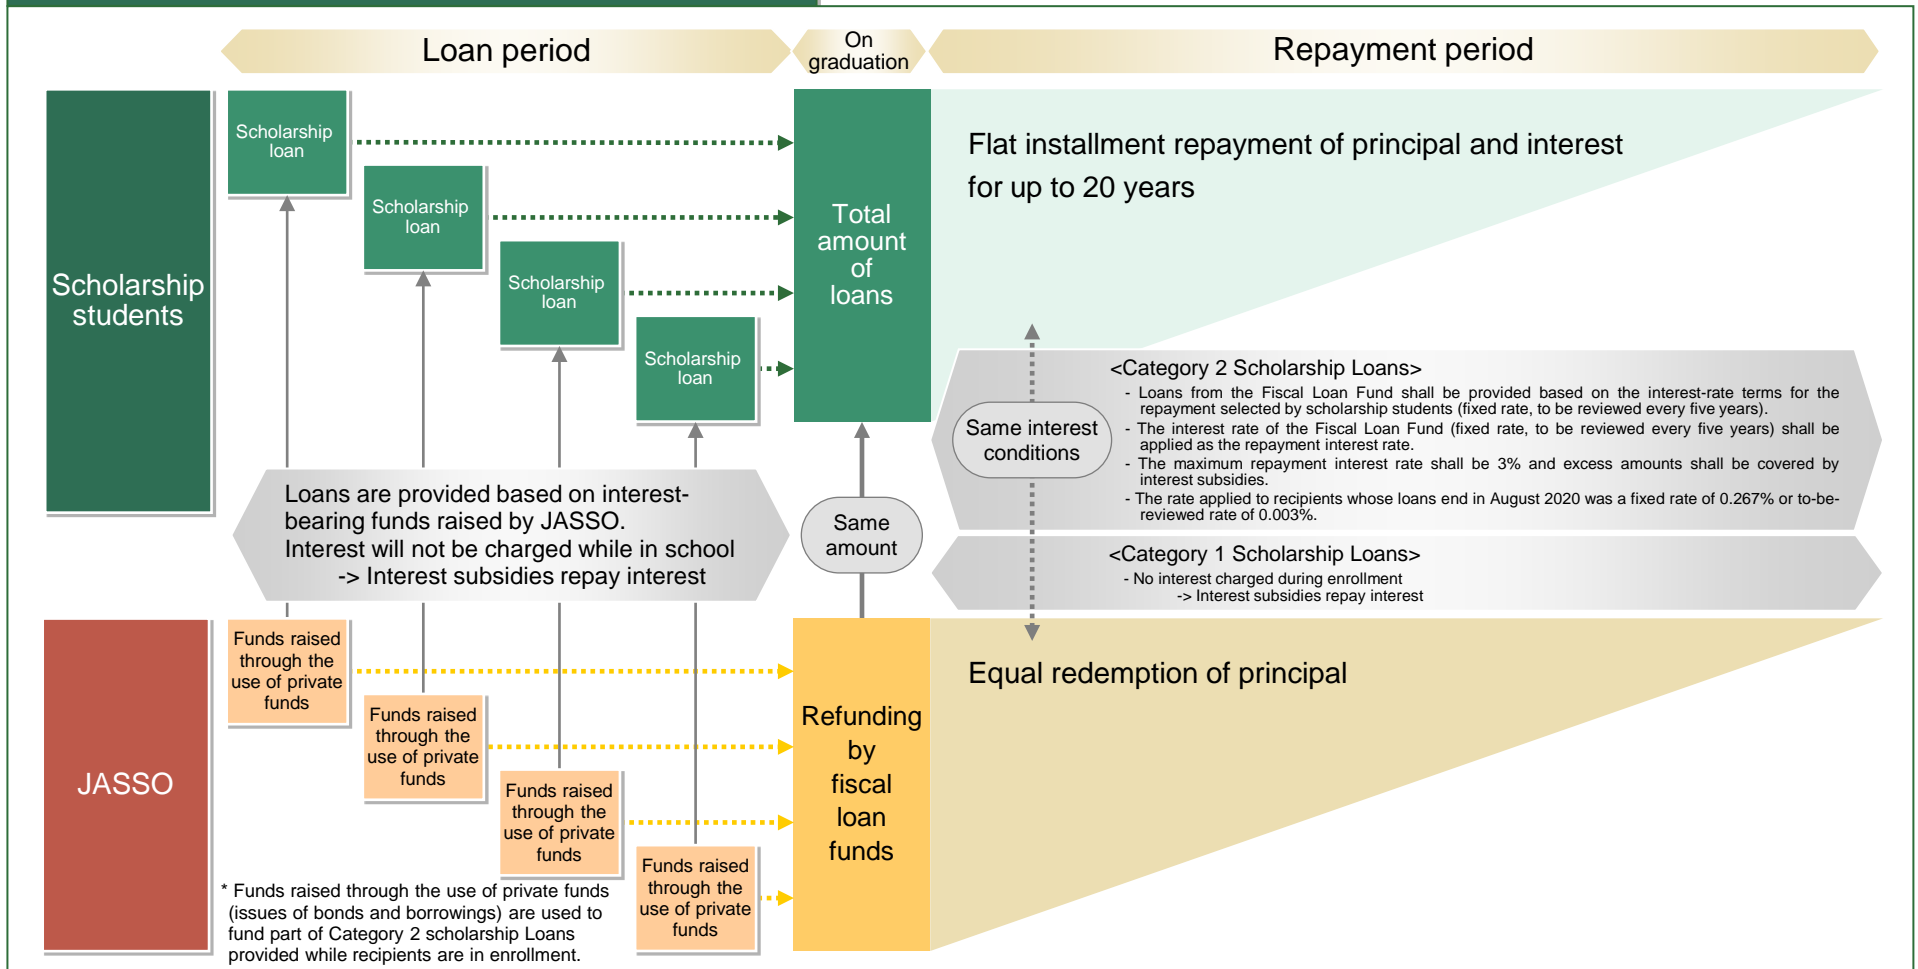 Loan period
On
graduation
Repayment period
Scholarship
students
Scholarship
loan
Scholarship
loan
Scholarship
loan
Scholarship
loan
Total
amount
of
loans
Flat installment repayment of principal and interest
for up to 20 years
Same interest
conditions
<Category 2 Scholarship Loans>
- Loans from the Fiscal Loan Fund shall be provided based on the interest-rate terms for the
repayment selected by scholarship students (fixed rate, to be reviewed every five years).
- The interest rate of the Fiscal Loan Fund (fixed rate, to be reviewed every five years) shall be
applied as the repayment interest rate.
- The maximum repayment interest rate shall be 3% and excess amounts shall be covered by
interest subsidies.
- The rate applied to recipients whose loans end in August 2020 was a fixed rate of 0.267% or to-be-
reviewed rate of 0.003%.
Loans are provided based on interest-
bearing funds raised by JASSO.
Interest will not be charged while in school
-> Interest subsidies repay interest
Same
amount
<Category 1 Scholarship Loans>
- No interest charged during enrollment
-> Interest subsidies repay interest
JASSO
Funds raised
through the
use of private
funds
Funds raised
through the
use of private
funds
Funds raised
through the
use of private
funds
Funds raised
through the
use of private
funds
Refunding
by
fiscal
loan
funds
Equal redemption of principal
* Funds raised through the use of private funds
(issues of bonds and borrowings) are used to
fund part of Category 2 scholarship Loans
provided while recipients are in enrollment.